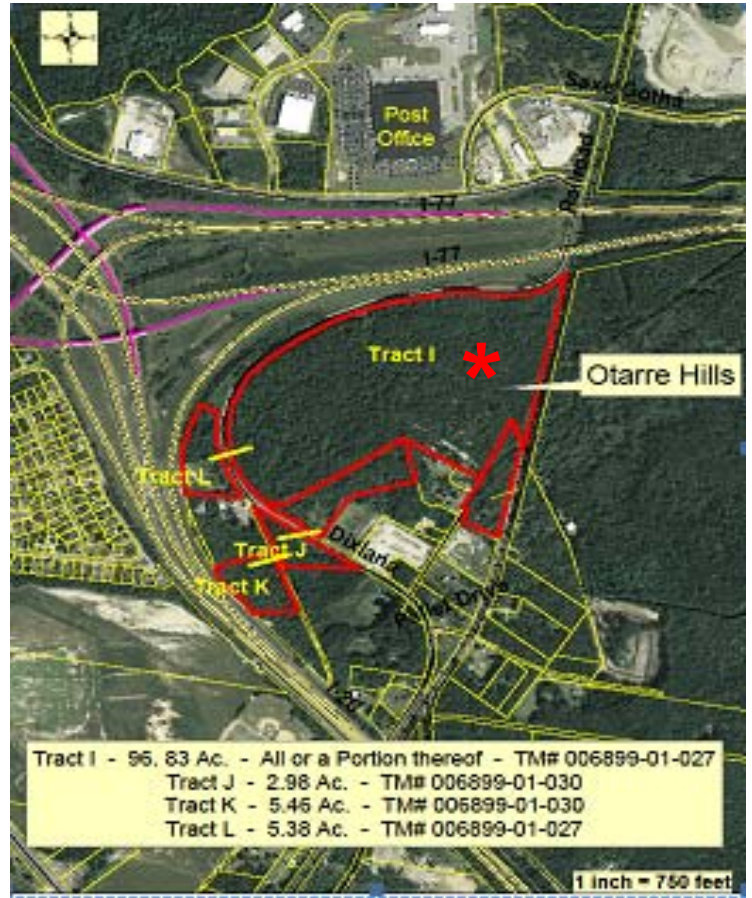 Post
Office
Saxe Gotha
Railroad
I-77
I-77
Tract I
*
Otarre Hills
Tract L
Dixiana
Tract J
Tract K
Drive
I-26
Tract I - 96. 83 Ac. - All or a Portion thereof - TM# 006899-01-027
Tract J - 2.98 Ac. - TM# 006899-01-030
Tract K - 5.46 Ac. - TM# 006899-01-030
Tract L - 5.38 Ac. - TM# 006899-01-027
1 inch = 750 feet